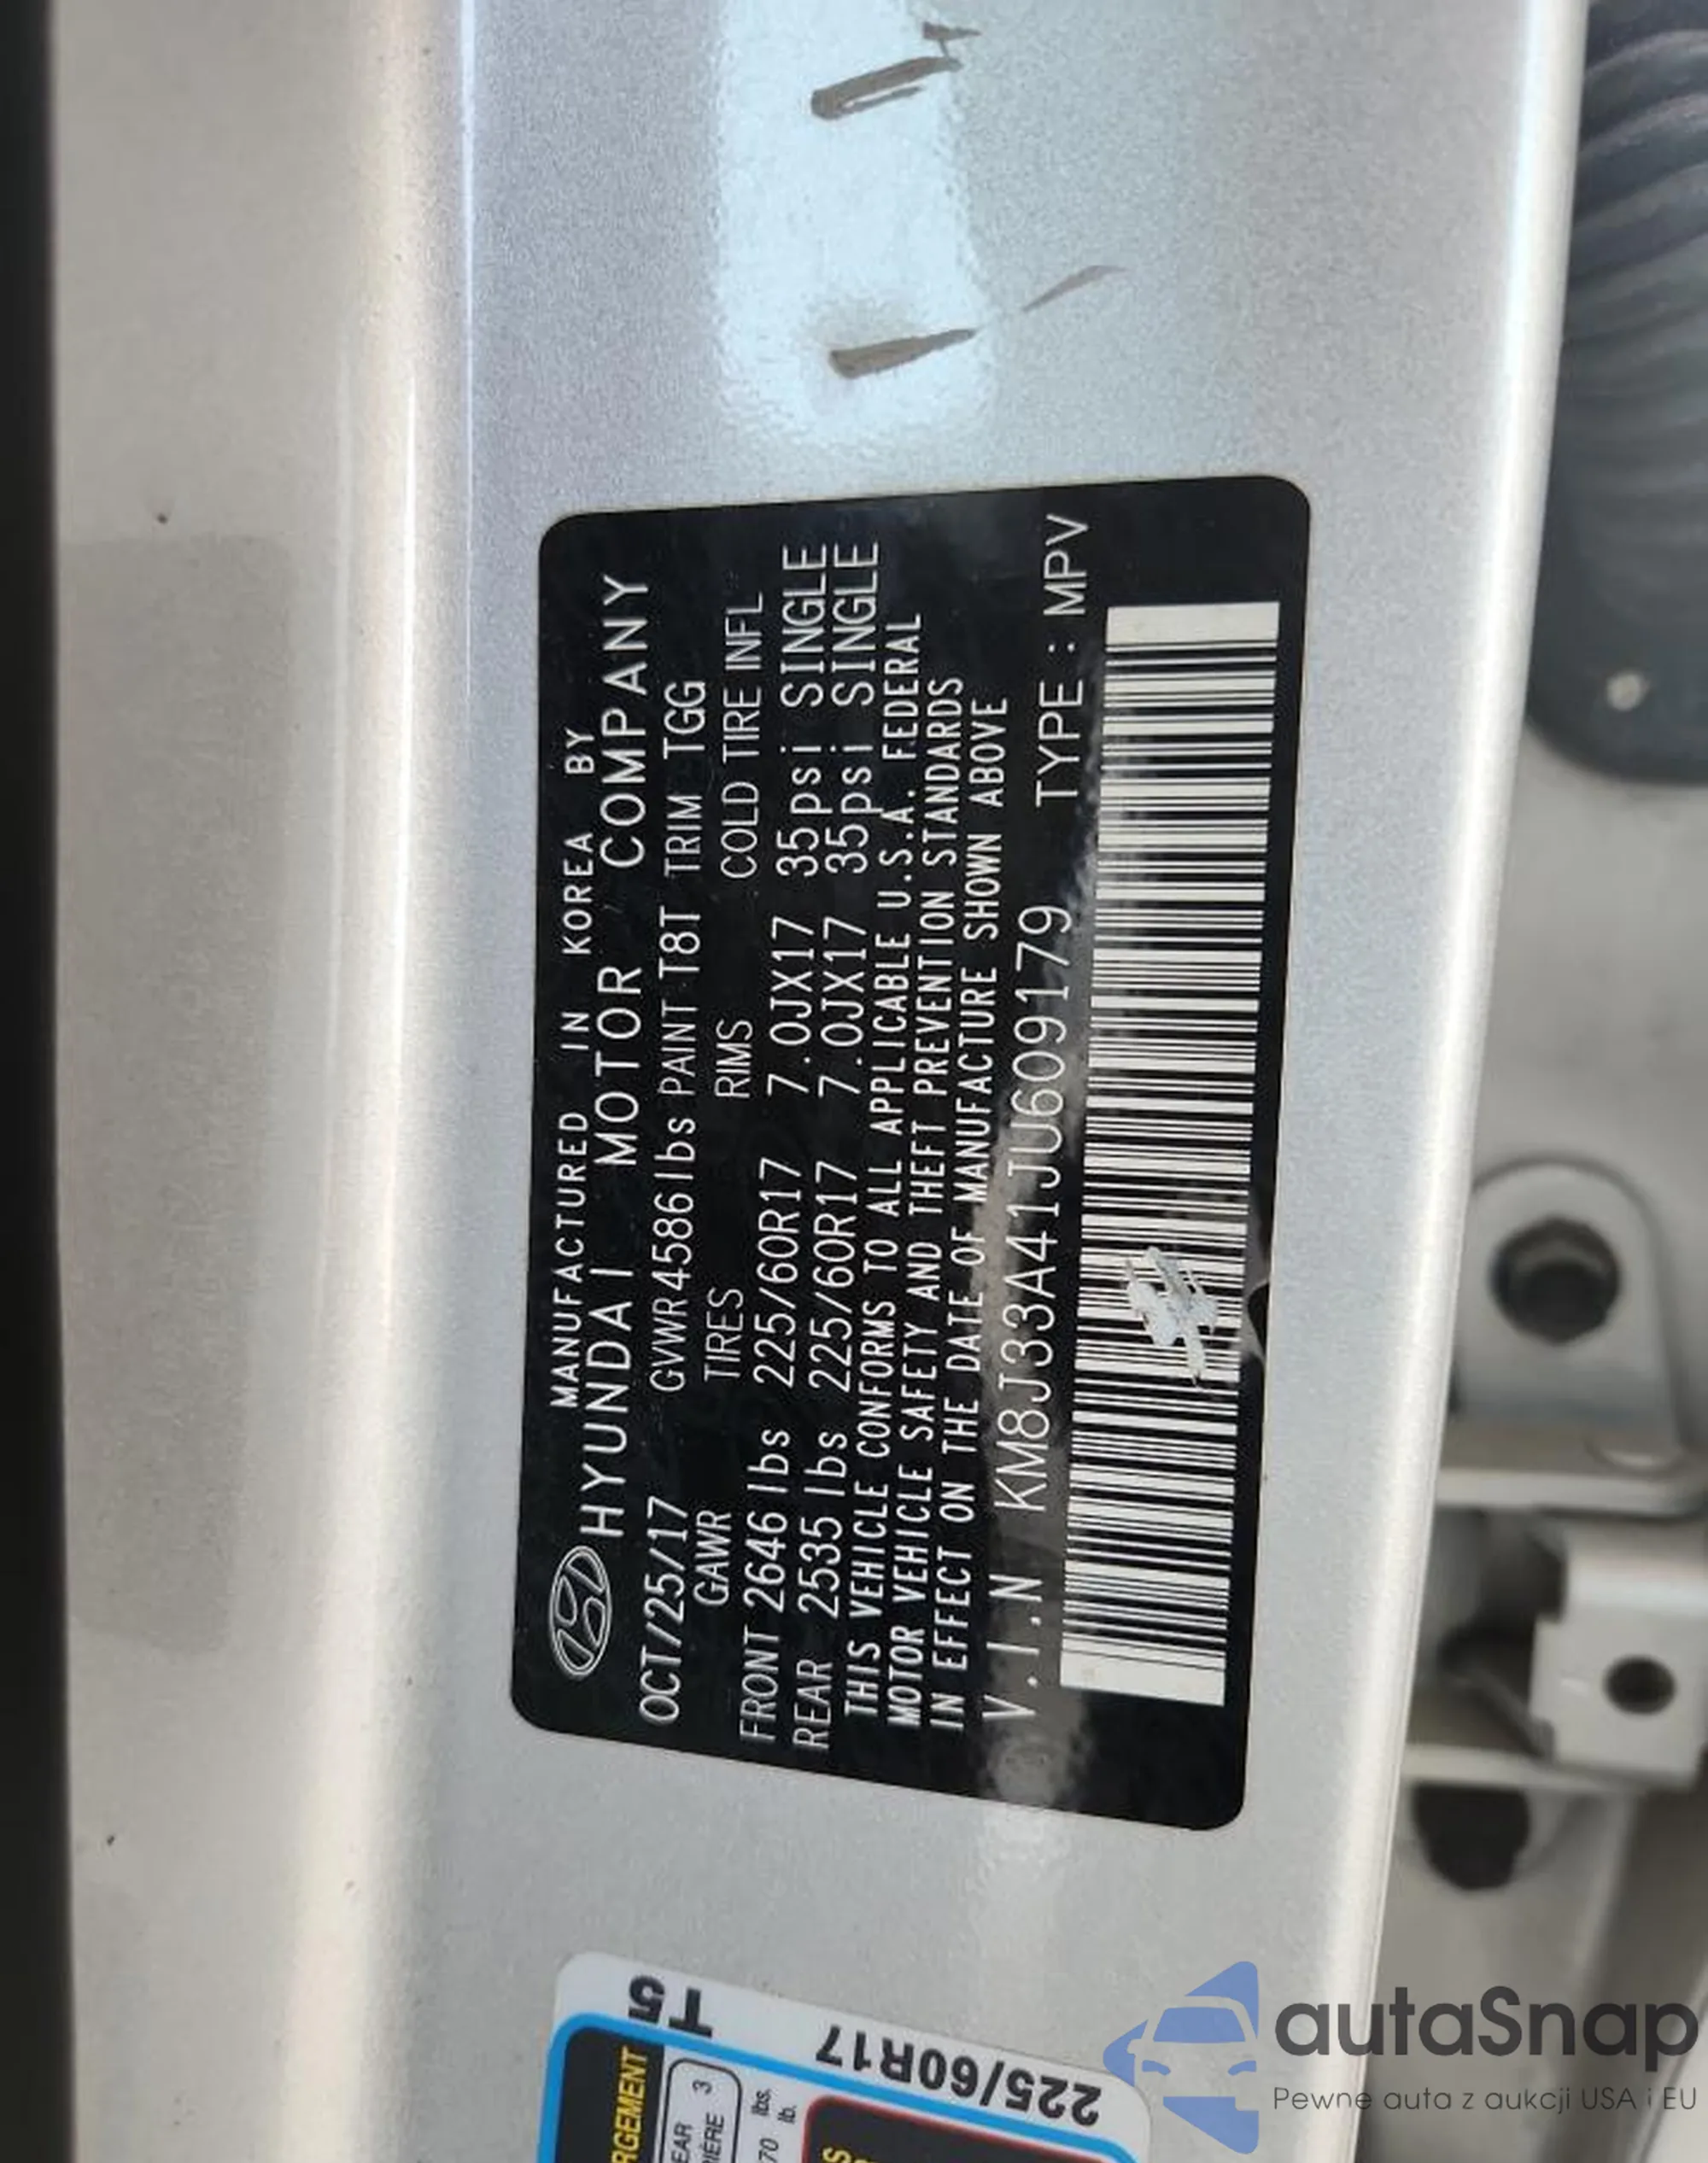 MANUFACTURED IN KOREA BY
HYUNDAI MOTOR COMPANY
OCT/25/17 GVWR4586lbs PAINT T8T TRIM TGG
GAWR TIRES RIMS COLD TIRE INFL
FRONT 2646 lbs 225/60R17 7.0JX17 35psi SINGLE
REAR 2535 lbs 225/60R17 7.0JX17 35psi SINGLE
THIS VEHICLE CONFORMS TO ALL APPLICABLE U.S.A. FEDERAL
MOTOR VEHICLE SAFETY AND THEFT PREVENTION STANDARDS
IN EFFECT ON THE DATE OF MANUFACTURE SHOWN ABOVE
V.I.N KM8J33A41JU609179 TYPE : MPV
T5
225/60R17
3
lbs.
lb.
autaSnap
Pewne auta z aukcji USA i EU